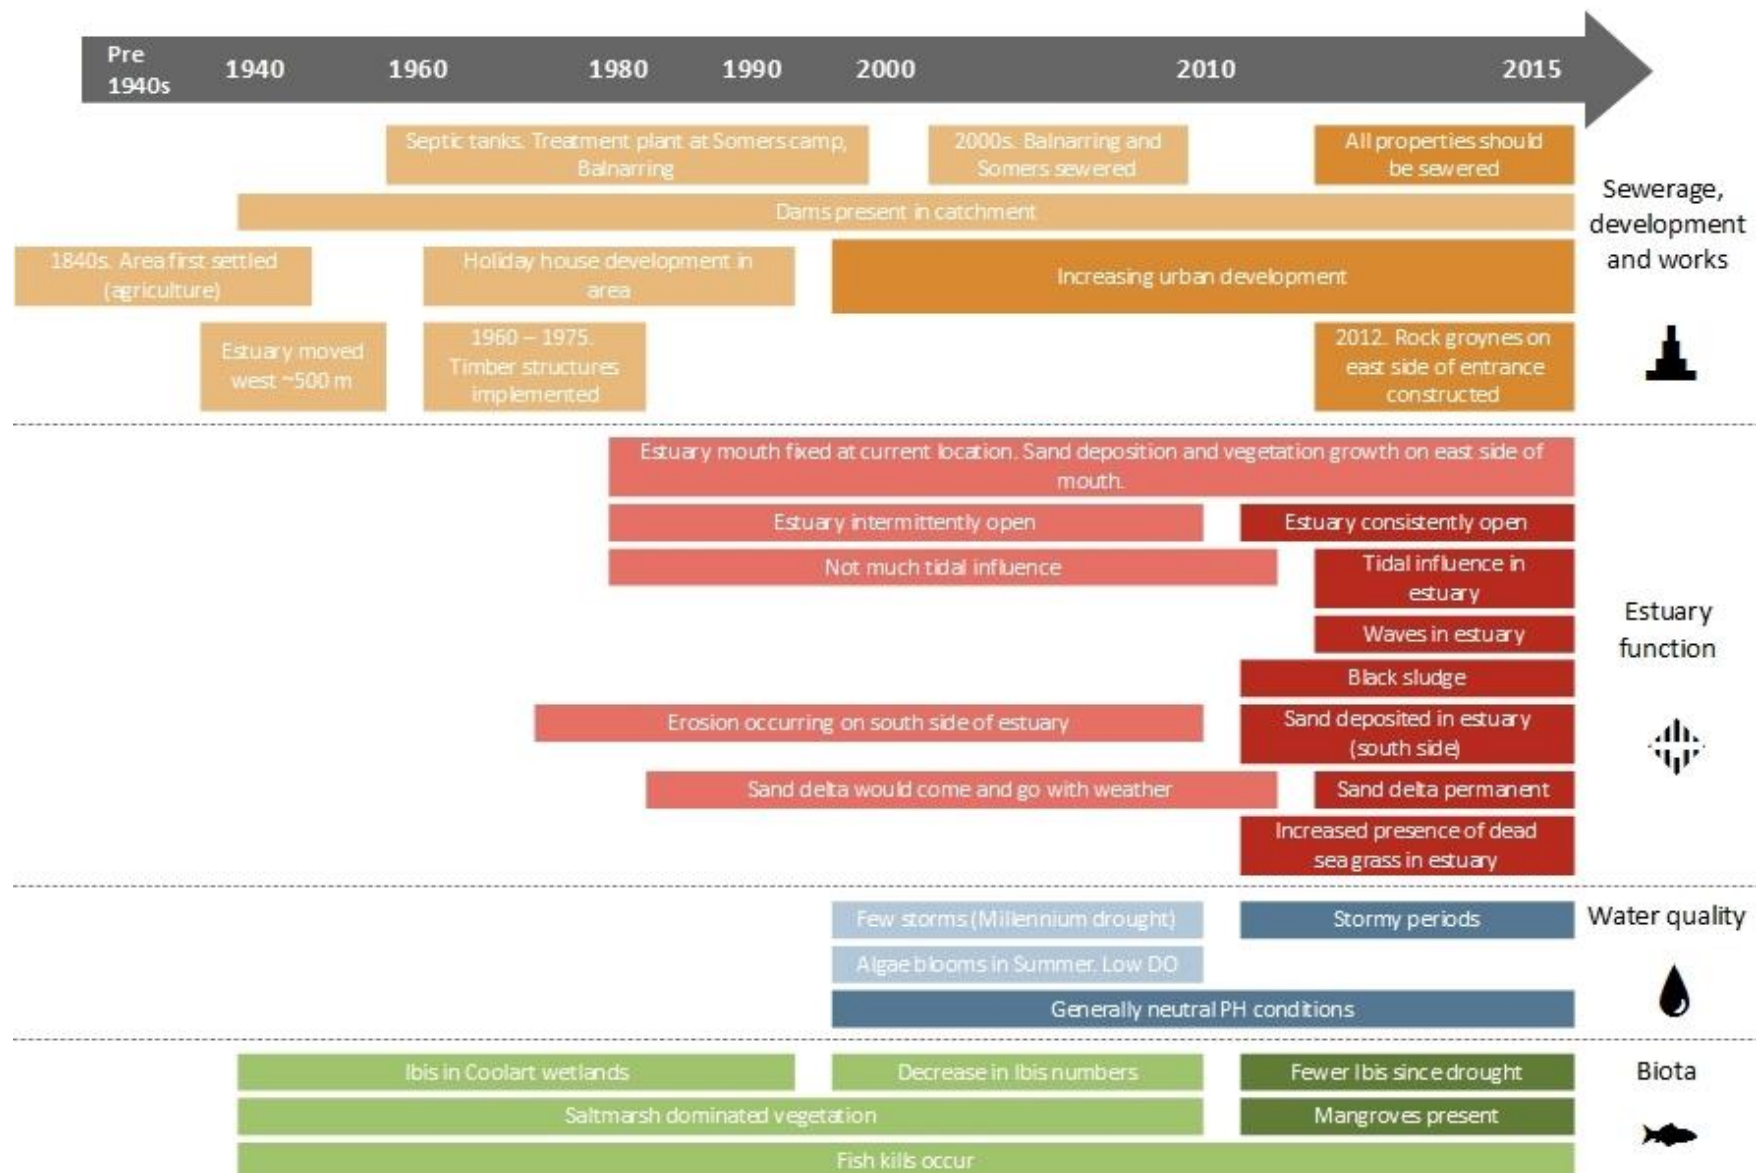 Pre
1940s
1940
1960
1980
1990
2000
2010
2015
Septic tanks. Treatment plant at Somers camp,
Balnarring
2000s. Balnarring and
Somers sewered
All properties should
be sewered
Dams present in catchment
1840s. Area first settled
(agriculture)
Holiday house development in
area
Increasing urban development
Estuary moved
west ~500 m
1960 – 1975.
Timber structures
implemented
2012. Rock groynes on
east side of entrance
constructed
Sewerage,
development
and works
Estuary mouth fixed at current location. Sand deposition and vegetation growth on east side of
mouth.
Estuary intermittently open
Estuary consistently open
Not much tidal influence
Tidal influence in
estuary
Waves in estuary
Black sludge
Erosion occurring on south side of estuary
Sand deposited in estuary
(south side)
Sand delta would come and go with weather
Sand delta permanent
Increased presence of dead
sea grass in estuary
Estuary
function
Few storms (Millennium drought)
Stormy periods
Algae blooms in Summer. Low DO
Generally neutral PH conditions
Water quality
Ibis in Coolart wetlands
Decrease in Ibis numbers
Fewer Ibis since drought
Saltmarsh dominated vegetation
Mangroves present
Fish kills occur
Biota